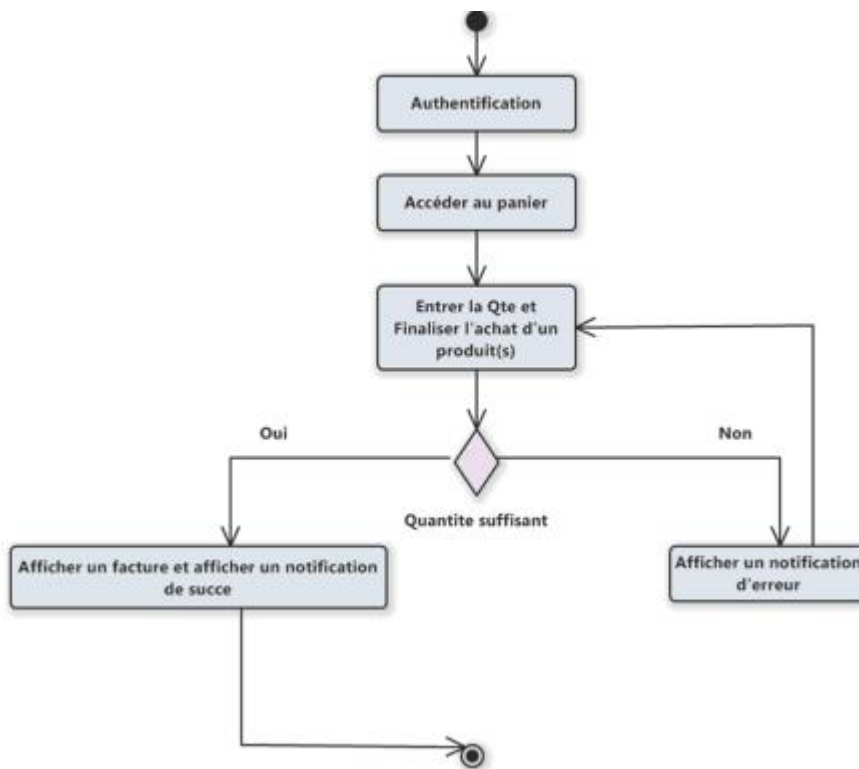 Authentification
Accéder au panier
Entrer la Qte et
Finaliser l'achat d'un
produit(s)
Oui
Non
Quantite suffisant
Afficher un facture et afficher un notification
de succe
Afficher un notification
d'erreur